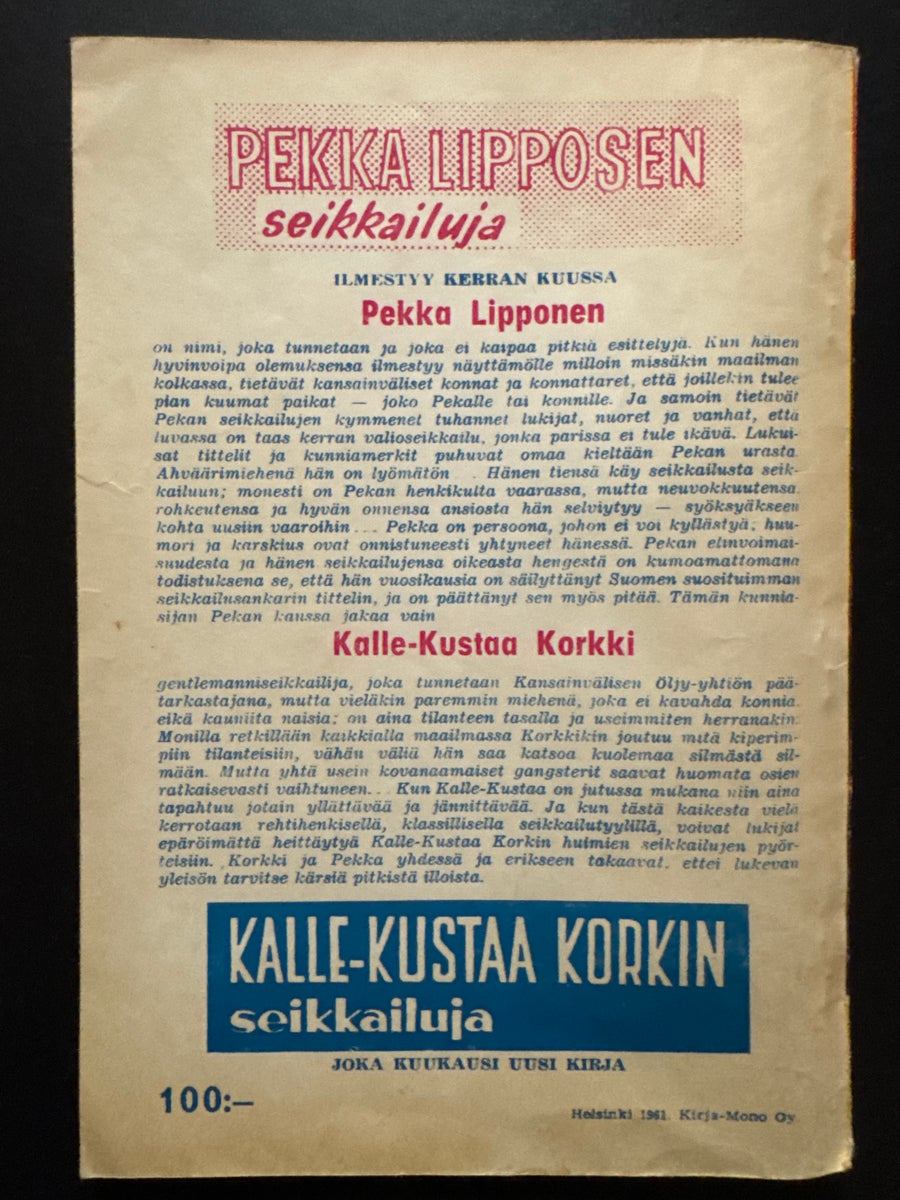 PEKKA LIPPOSEN
seikkailuja
ILMESTYY KERRAN KUUSSA
Pekka Lipponen
on nimi, joka tunnetaan ja joka ei kaipaa pitkiä esittelyjä. Kun hänen
hyvinvoipa olemuksensa ilmestyy näyttämölle milloin missäkin maailman
kolkassa, tietävät kansainväliset konnat ja konnattaret, että joillekin tulee
pian kuumat paikat — joko Pekalle tai konnille. Ja samoin tietävät
Pekan seikkailujen kymmenet tuhannet lukijat, nuoret ja vanhat, että
luvassa on taas kerran valioseikkailu, jonka parissa ei tule ikävä. Lukui-
sat tittelit ja kunniamerkit puhuvat omaa kieltään Pekan urasta.
Ahväärimiehenä hän on lyömätön . . Hänen tiensä käy seikkailusta seik-
kailuun; monesti on Pekan henkikulta vaarassa, mutta neuvokkuutensa,
rohkeutensa ja hyvän onnensa ansiosta hän selviytyy — syöksyäkseen
kohta uusiin vaaroihin... Pekka on persoona, johon ei voi kyllästyä; huu-
mori ja karskius ovat onnistuneesti yhtyneet hänessä. Pekan elinvoimai-
suudesta ja hänen seikkailujensa oikeasta hengestä on kumoamattomana
todistuksena se, että hän vuosikausia on säilyttänyt Suomen suosituimman
seikkailusankarin tittelin, ja on päättänyt sen myös pitää. Tämän kunnia-
sijan Pekan kanssa jakaa vain
Kalle-Kustaa Korkki
gentlemanniseikkailija, joka tunnetaan Kansainvälisen Öljy-yhtiön pää-
tarkastajana, mutta vieläkin paremmin miehenä, joka ei kavahda konnia
eikä kauniita naisia; on aina tilanteen tasalla ja useimmiten herranakin.
Monilla retkillään kaikkialla maailmassa Korkkikin joutuu mitä kiperim-
piin tilanteisiin, vähän väliä hän saa katsoa kuolemaa silmästä sil-
mään. Mutta yhtä usein kovanaamaiset gangsterit saavat huomata osien
ratkaisevasti vaihtuneen... Kun Kalle-Kustaa on jutussa mukana niin aina
tapahtuu jotain yllättävää ja jännittävää. Ja kun tästä kaikesta vielä
kerrotaan rehtihenkisellä, klassillisella seikkailutyylillä, voivat lukijat
epäröimättä heittäytyä Kalle-Kustaa Korkin huimien seikkailujen pyör-
teisiin. Korkki ja Pekka yhdessä ja erikseen takaavat, ettei lukevan
yleisön tarvitse kärsiä pitkistä illoista.
KALLE-KUSTAA KORKIN
seikkailuja
JOKA KUUKAUSI UUSI KIRJA
100:—
Helsinki 1961. Kirja-Mono Oy